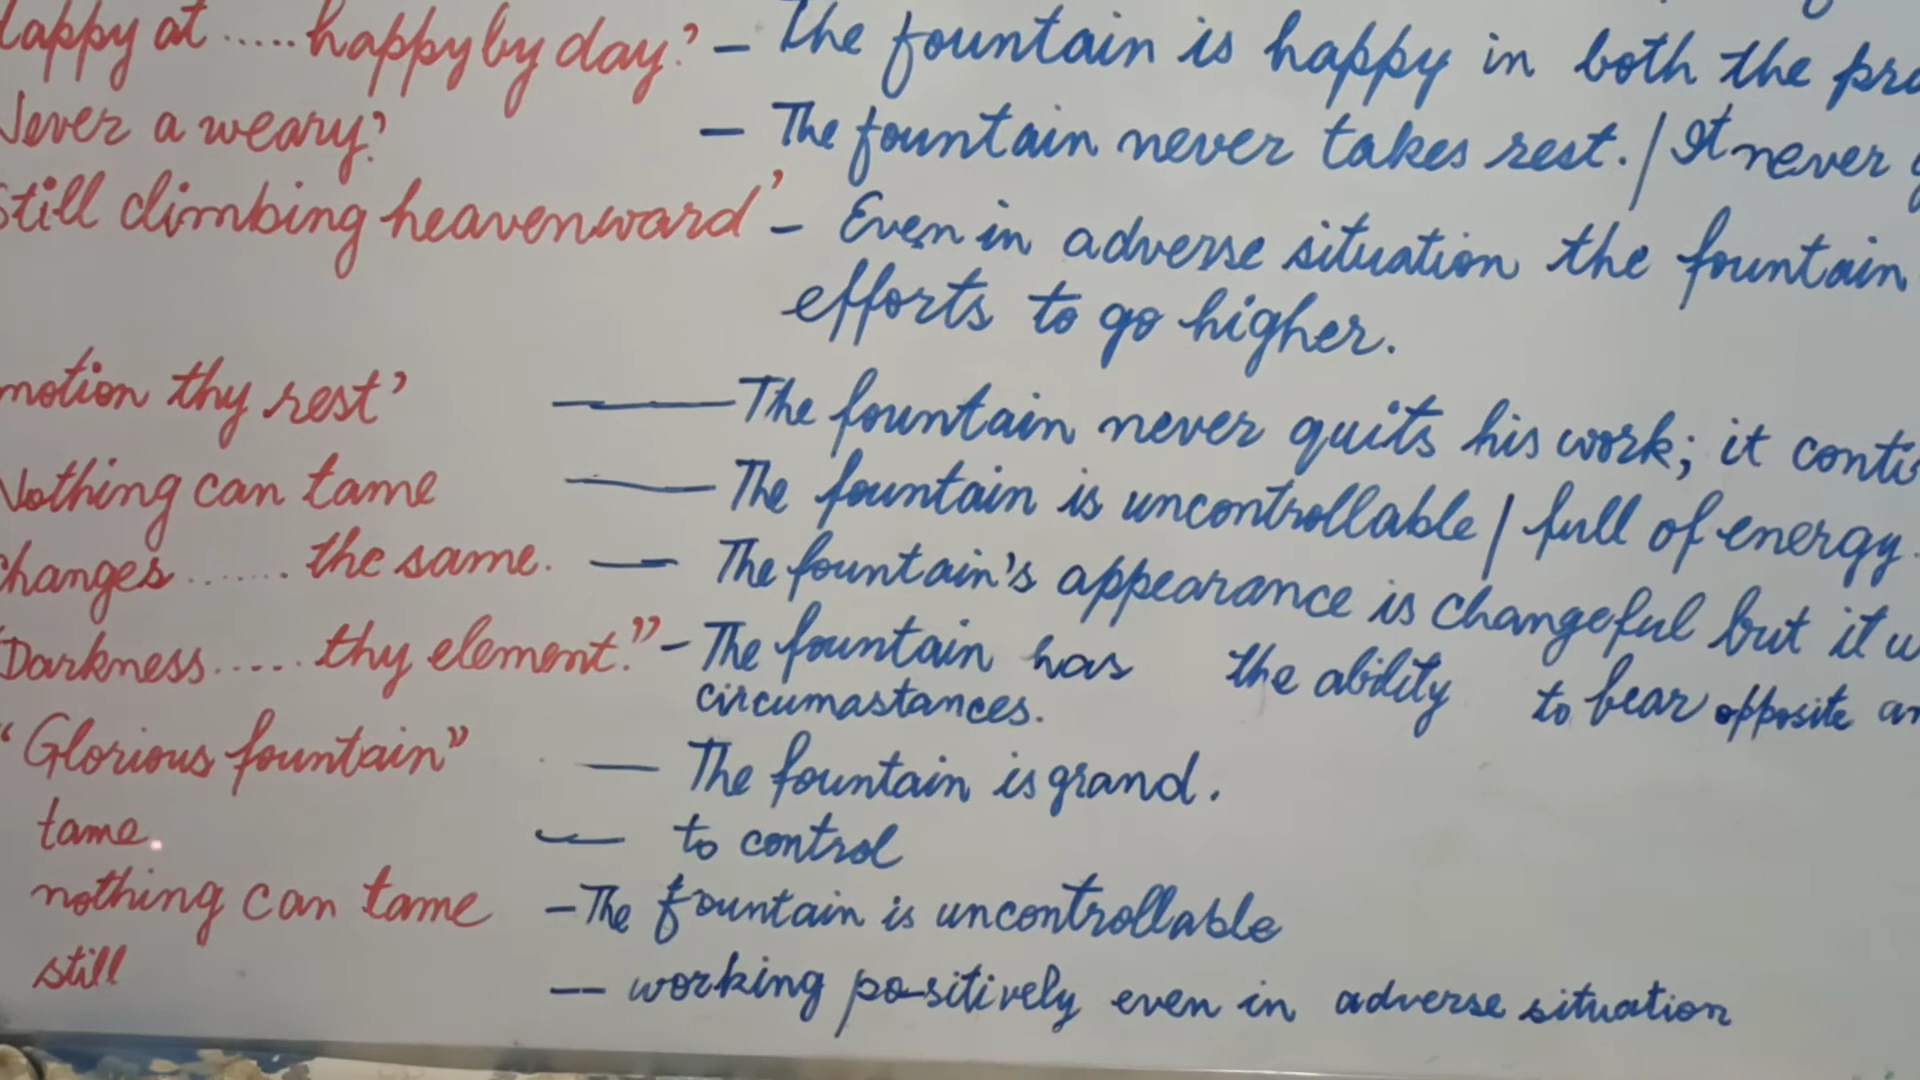 Happy at ..... happy by day.' - The fountain is happy in both the
Never a weary.' - The fountain never takes rest. / It never
Still climbing heavenward' - Even in adverse situation the fountain
efforts to go higher.
motion thy rest' — The fountain never quits his work; it
Nothing can tame — The fountain is uncontrollable / full of energy.
Changes ...... the same. — The fountain's appearance is changeful but it
"Darkness ..... thy element." - The fountain has the ability to bear opposite
circumastances.
"Glorious fountain" — The fountain is grand.
tame. — to control
nothing can tame - The fountain is uncontrollable
still -- working po-sitively even in adverse situation